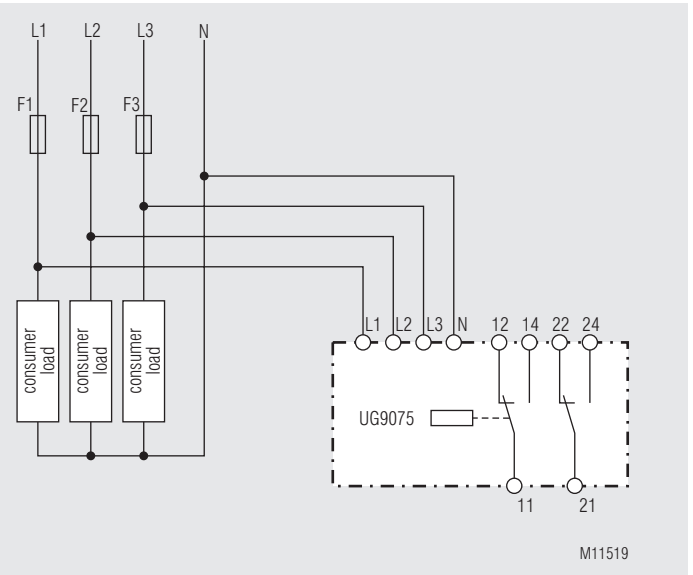 L1 L2 L3 N
F1 F2 F3
L1 L2 L3 N 12 14 22 24
consumer
load
consumer
load
consumer
load
UG9075
11 21
M11519